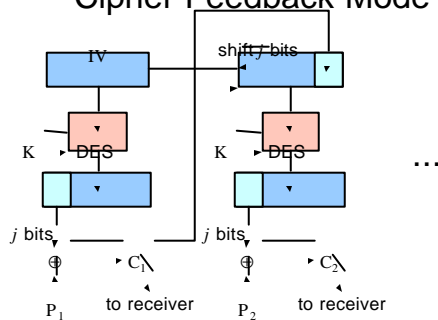 Cipher Feedback Mode
IV
shift j bits
K
DES
K
DES
...
j bits
j bits
⊕
C1
⊕
C2
P1
to receiver
P2
to receiver